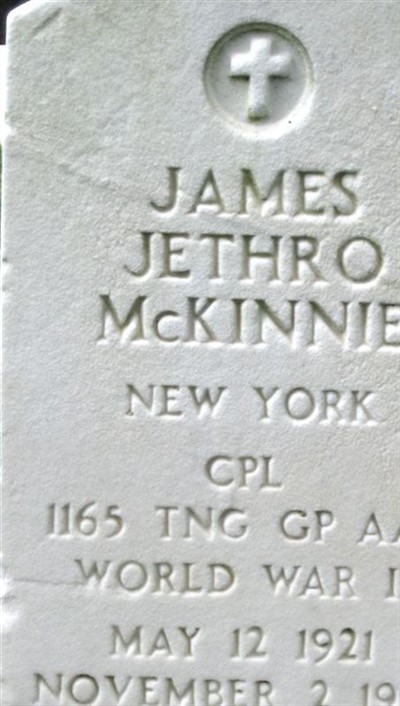 JAMES
JETHRO
McKINNIE
NEW YORK
CPL
1165 TNG GP
WORLD WAR
MAY 12 1921
NOVEMBER 2